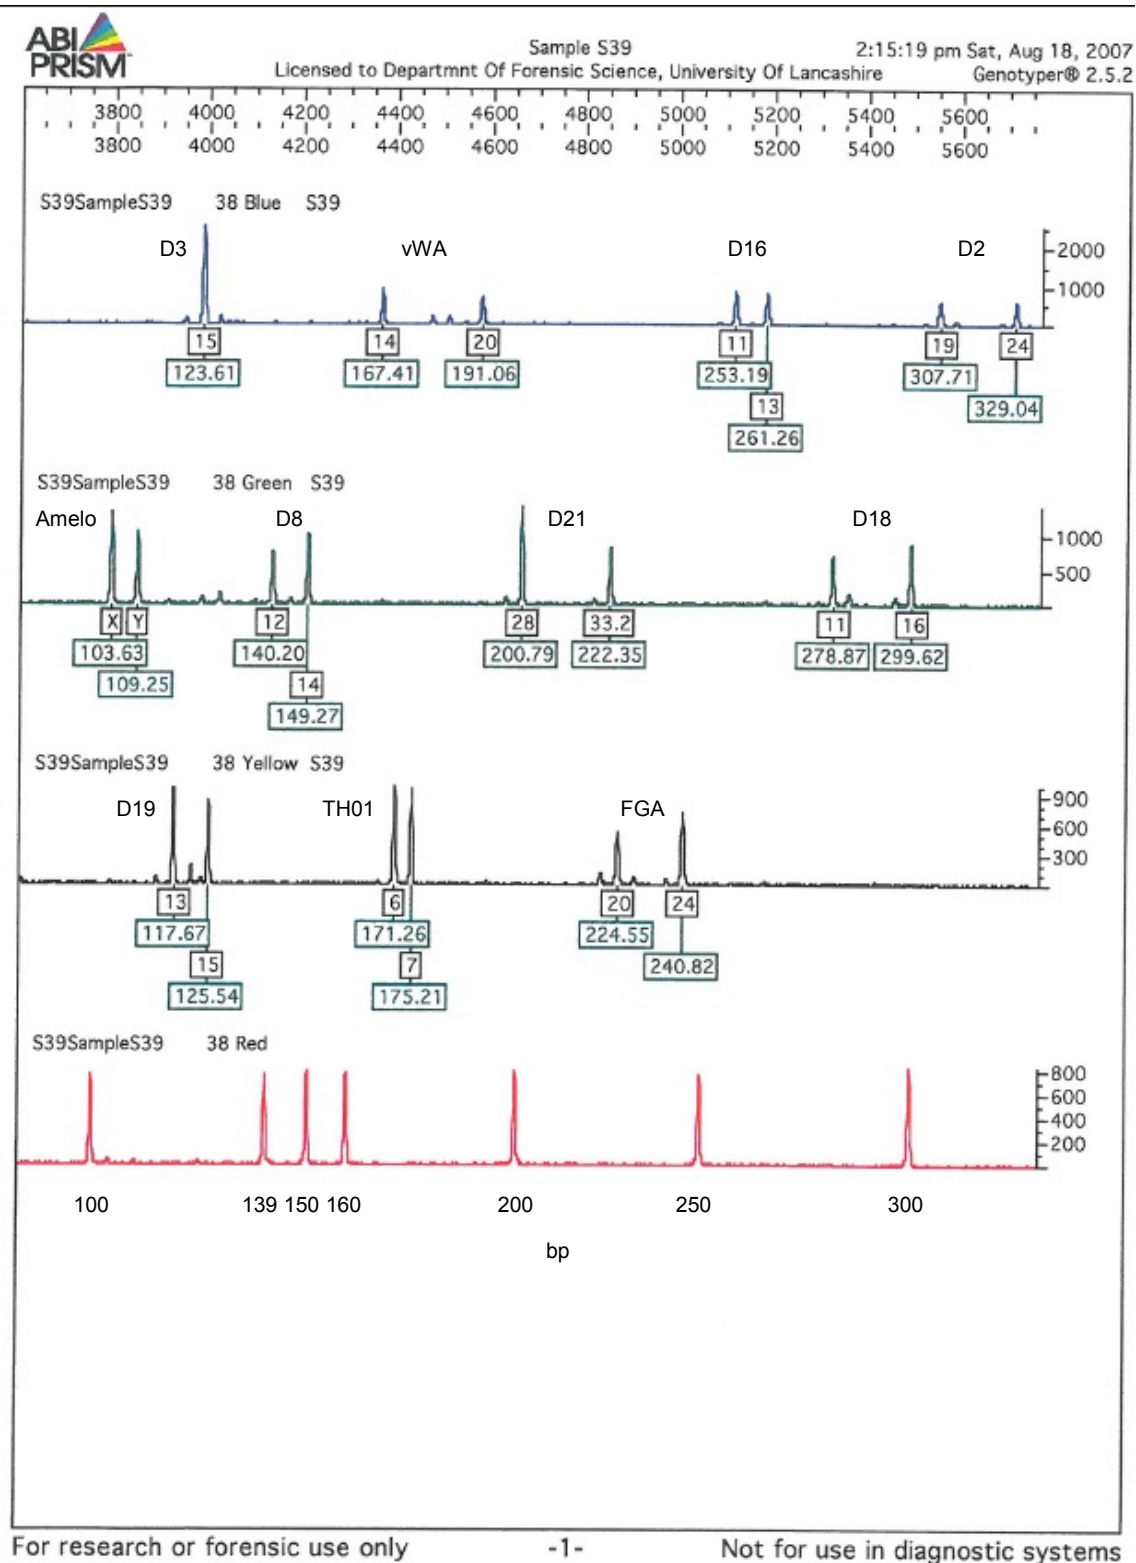 ABI PRISM
Sample S39
2:15:19 pm Sat, Aug 18, 2007
Licensed to Departmnt Of Forensic Science, University Of Lancashire
Genotyper® 2.5.2
3800 4000 4200 4400 4600 4800 5000 5200 5400 5600
3800 4000 4200 4400 4600 4800 5000 5200 5400 5600
S39SampleS39 38 Blue S39
D3 vWA D16 D2
2000
1000
15 14 20 11 19 24
123.61 167.41 191.06 253.19 307.71 329.04
13
261.26
S39SampleS39 38 Green S39
Amelo D8 D21 D18
1000
500
X Y 12 28 33.2 11 16
103.63 140.20 200.79 222.35 278.87 299.62
109.25 14
149.27
S39SampleS39 38 Yellow S39
D19 TH01 FGA
900
600
300
13 6 20 24
117.67 171.26 224.55
15 7 240.82
125.54 175.21
S39SampleS39 38 Red
800
600
400
200
100 139 150 160 200 250 300
bp
For research or forensic use only -1- Not for use in diagnostic systems